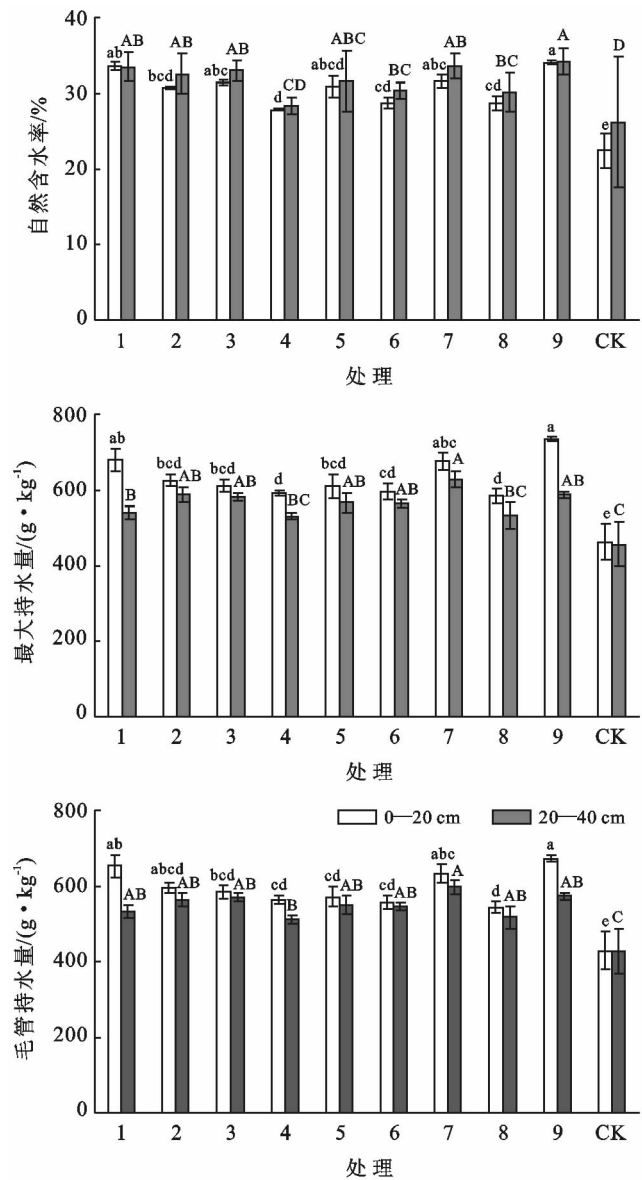 40
30
20
10
0
自然含水率/%
ab AB bcd AB abc AB d CD abcd ABC cd BC abc AB cd BC a A e D
1 2 3 4 5 6 7 8 9 CK
处理
800
600
400
200
0
最大持水量/(g·kg⁻¹)
ab B bcd AB bcd AB d BC bcd AB cd AB abc A d BC a AB e C
1 2 3 4 5 6 7 8 9 CK
处理
800
600
400
200
0
毛管持水量/(g·kg⁻¹)
0—20 cm 20—40 cm
ab AB abcd AB bcd AB cd B cd AB cd AB abc A d AB a AB e C
1 2 3 4 5 6 7 8 9 CK
处理